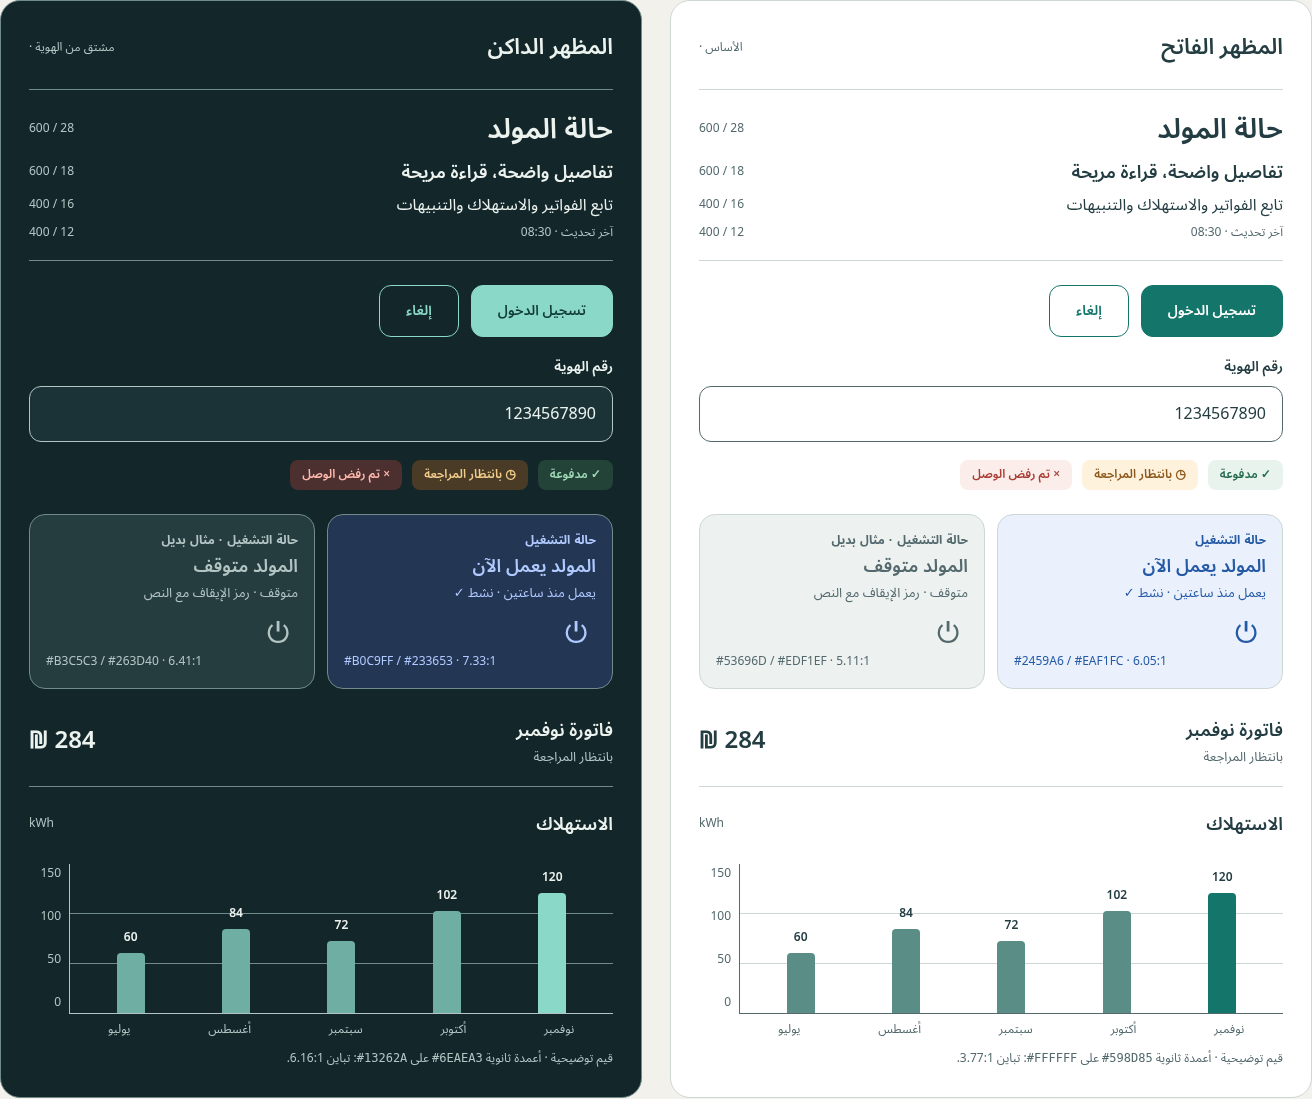 المظهر الفاتح
الأساس ·
حالة المولد
600 / 28
تفاصيل واضحة، قراءة مريحة
600 / 18
تابع الفواتير والاستهلاك والتنبيهات
400 / 16
آخر تحديث · 08:30
400 / 12
تسجيل الدخول
إلغاء
رقم الهوية
1234567890
✓ مدفوعة
◷ بانتظار المراجعة
× تم رفض الوصل
حالة التشغيل
المولد يعمل الآن
يعمل منذ ساعتين · نشط ✓
#2459A6 / #EAF1FC · 6.05:1
حالة التشغيل · مثال بديل
المولد متوقف
متوقف · رمز الإيقاف مع النص
#53696D / #EDF1EF · 5.11:1
فاتورة نوفمبر
بانتظار المراجعة
284 ₪
الاستهلاك
kWh
150
100
50
0
120
102
72
84
60
نوفمبر
أكتوبر
سبتمبر
أغسطس
يوليو
قيم توضيحية · أعمدة ثانوية #598D85 على #FFFFFF: تباين 3.77:1.
المظهر الداكن
مشتق من الهوية ·
حالة المولد
600 / 28
تفاصيل واضحة، قراءة مريحة
600 / 18
تابع الفواتير والاستهلاك والتنبيهات
400 / 16
آخر تحديث · 08:30
400 / 12
تسجيل الدخول
إلغاء
رقم الهوية
1234567890
✓ مدفوعة
◷ بانتظار المراجعة
× تم رفض الوصل
حالة التشغيل
المولد يعمل الآن
يعمل منذ ساعتين · نشط ✓
#B0C9FF / #233653 · 7.33:1
حالة التشغيل · مثال بديل
المولد متوقف
متوقف · رمز الإيقاف مع النص
#B3C5C3 / #263D40 · 6.41:1
فاتورة نوفمبر
بانتظار المراجعة
284 ₪
الاستهلاك
kWh
150
100
50
0
120
102
72
84
60
نوفمبر
أكتوبر
سبتمبر
أغسطس
يوليو
قيم توضيحية · أعمدة ثانوية #6EAEA3 على #13262A: تباين 6.16:1.